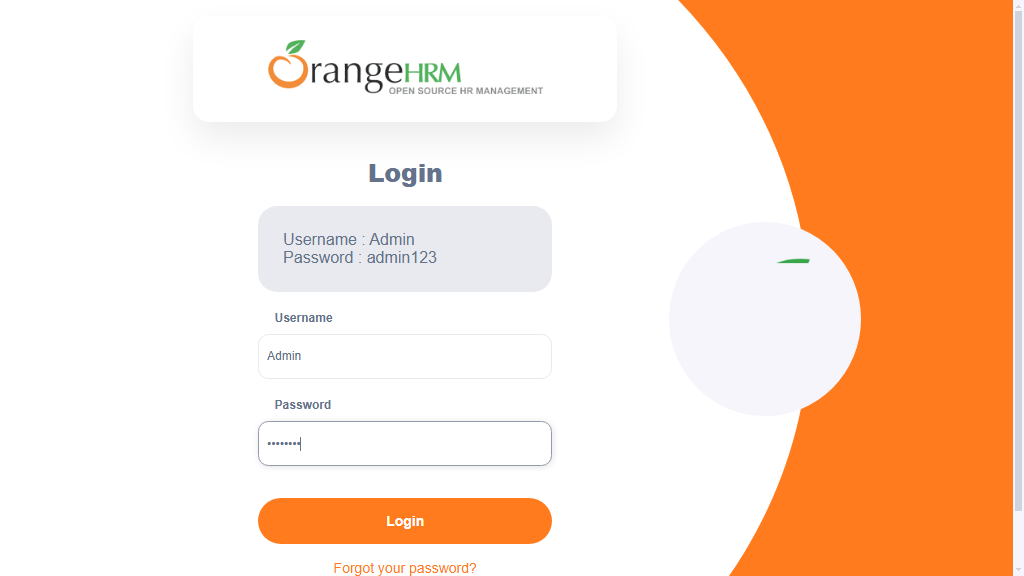 OrangeHRM
OPEN SOURCE HR MANAGEMENT
Login
Username : Admin
Password : admin123
Username
Admin
Password
••••••••
Login
Forgot your password?